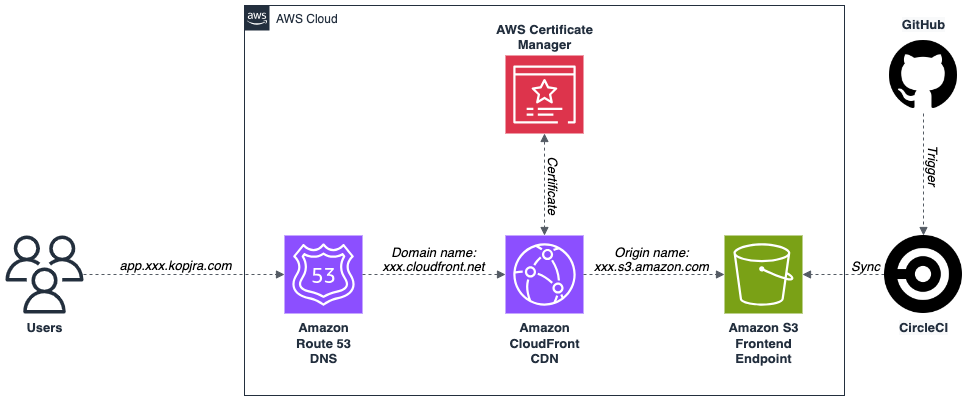 aws
AWS Cloud
GitHub
AWS Certificate
Manager
Trigger
Certificate
app.xxx.kopjra.com
53
Domain name:
xxx.cloudfront.net
Origin name:
xxx.s3.amazon.com
Sync
Users
Amazon
Route 53
DNS
Amazon
CloudFront
CDN
Amazon S3
Frontend
Endpoint
CircleCI